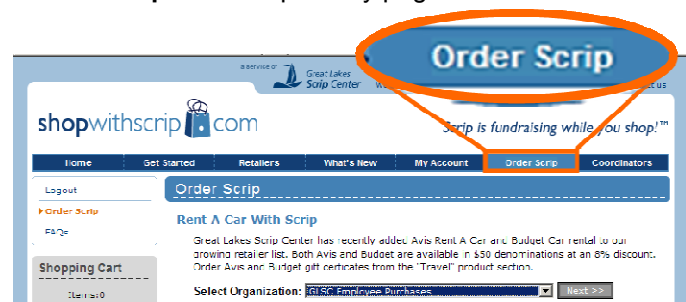 Order Scrip
a service of
Great Lakes
Scrip Center
shopwithscrip com
Scrip is fundraising while you shop!™
Home Get Started Retailers What's New My Account Order Scrip Coordinators
Logout
Order Scrip
Order Scrip
FAQs
Rent A Car With Scrip
Great Lakes Scrip Center has recently added Avis Rent A Car and Budget Car rental to our
growing retailer list. Both Avis and Budget are available in $50 denominations at an 8% discount.
Order Avis and Budget gift certificates from the "Travel" product section.
Shopping Cart
Items:0
Select Organization: GLSC Employee Purchases Next >>